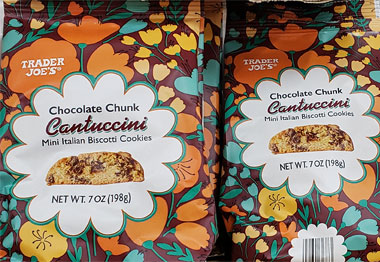 TRADER
JOE'S®
Chocolate Chunk
Cantuccini
Mini Italian Biscotti Cookies
NET WT. 7 OZ (198g)
TRADER
JOE'S®
Chocolate Chunk
Cantuccini
Mini Italian Biscotti Cookies
NET WT. 7 OZ (198g)